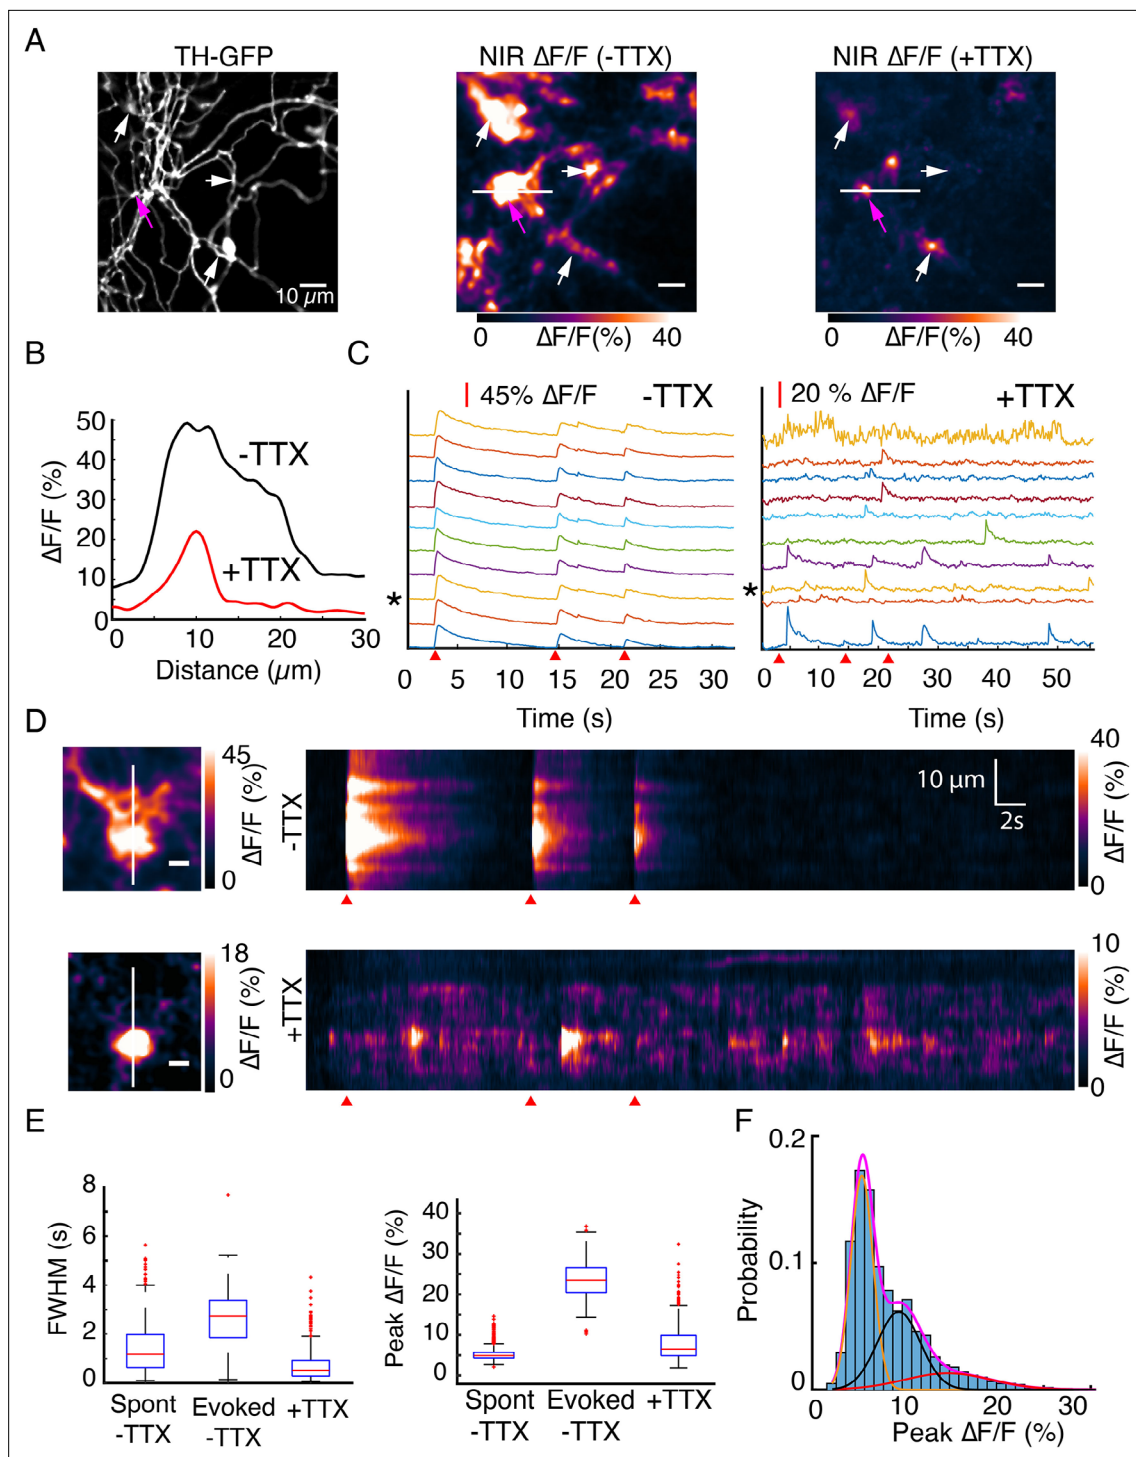 A
TH-GFP
NIR ΔF/F (-TTX)
NIR ΔF/F (+TTX)
10 µm
0 ΔF/F(%) 40
0 ΔF/F(%) 40
B
50
40
30
20
10
0
ΔF/F (%)
-TTX
+TTX
0 10 20 30
Distance (µm)
C
45% ΔF/F
-TTX
20 % ΔF/F
+TTX
*
*
0 5 10 15 20 25 30
Time (s)
0 10 20 30 40 50
Time (s)
D
45
ΔF/F (%)
0
-TTX
10 µm
2s
40
ΔF/F (%)
0
18
ΔF/F (%)
0
+TTX
10
ΔF/F (%)
0
E
8
6
4
2
0
FWHM (s)
Spont
-TTX
Evoked
-TTX
+TTX
40
30
20
10
0
Peak ΔF/F (%)
Spont
-TTX
Evoked
-TTX
+TTX
F
0.2
0.1
0
Probability
0 10 20 30
Peak ΔF/F (%)